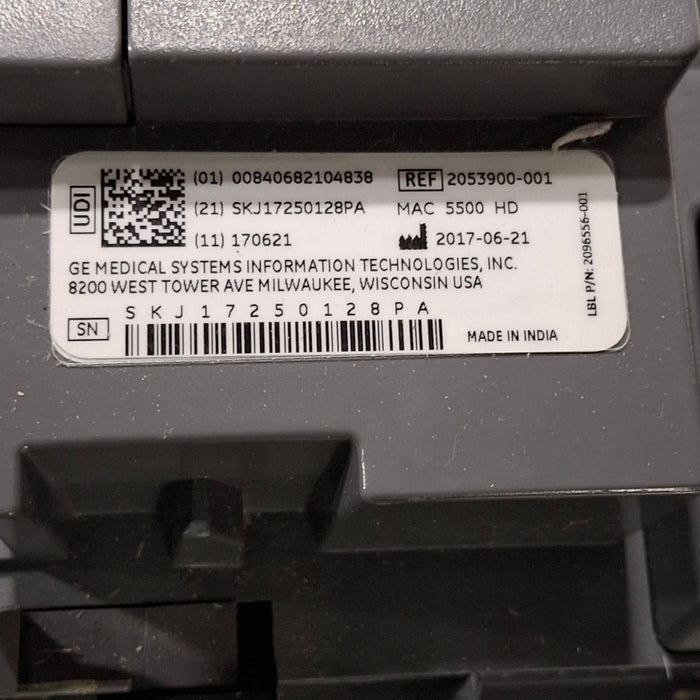 UDI
(01) 00840682104838
REF 2053900-001
(21) SKJ17250128PA
MAC 5500 HD
(11) 170621
2017-06-21
GE MEDICAL SYSTEMS INFORMATION TECHNOLOGIES, INC.
8200 WEST TOWER AVE MILWAUKEE, WISCONSIN USA
SN
SKJ17250128PA
MADE IN INDIA
LBL P/N: 2096556-001